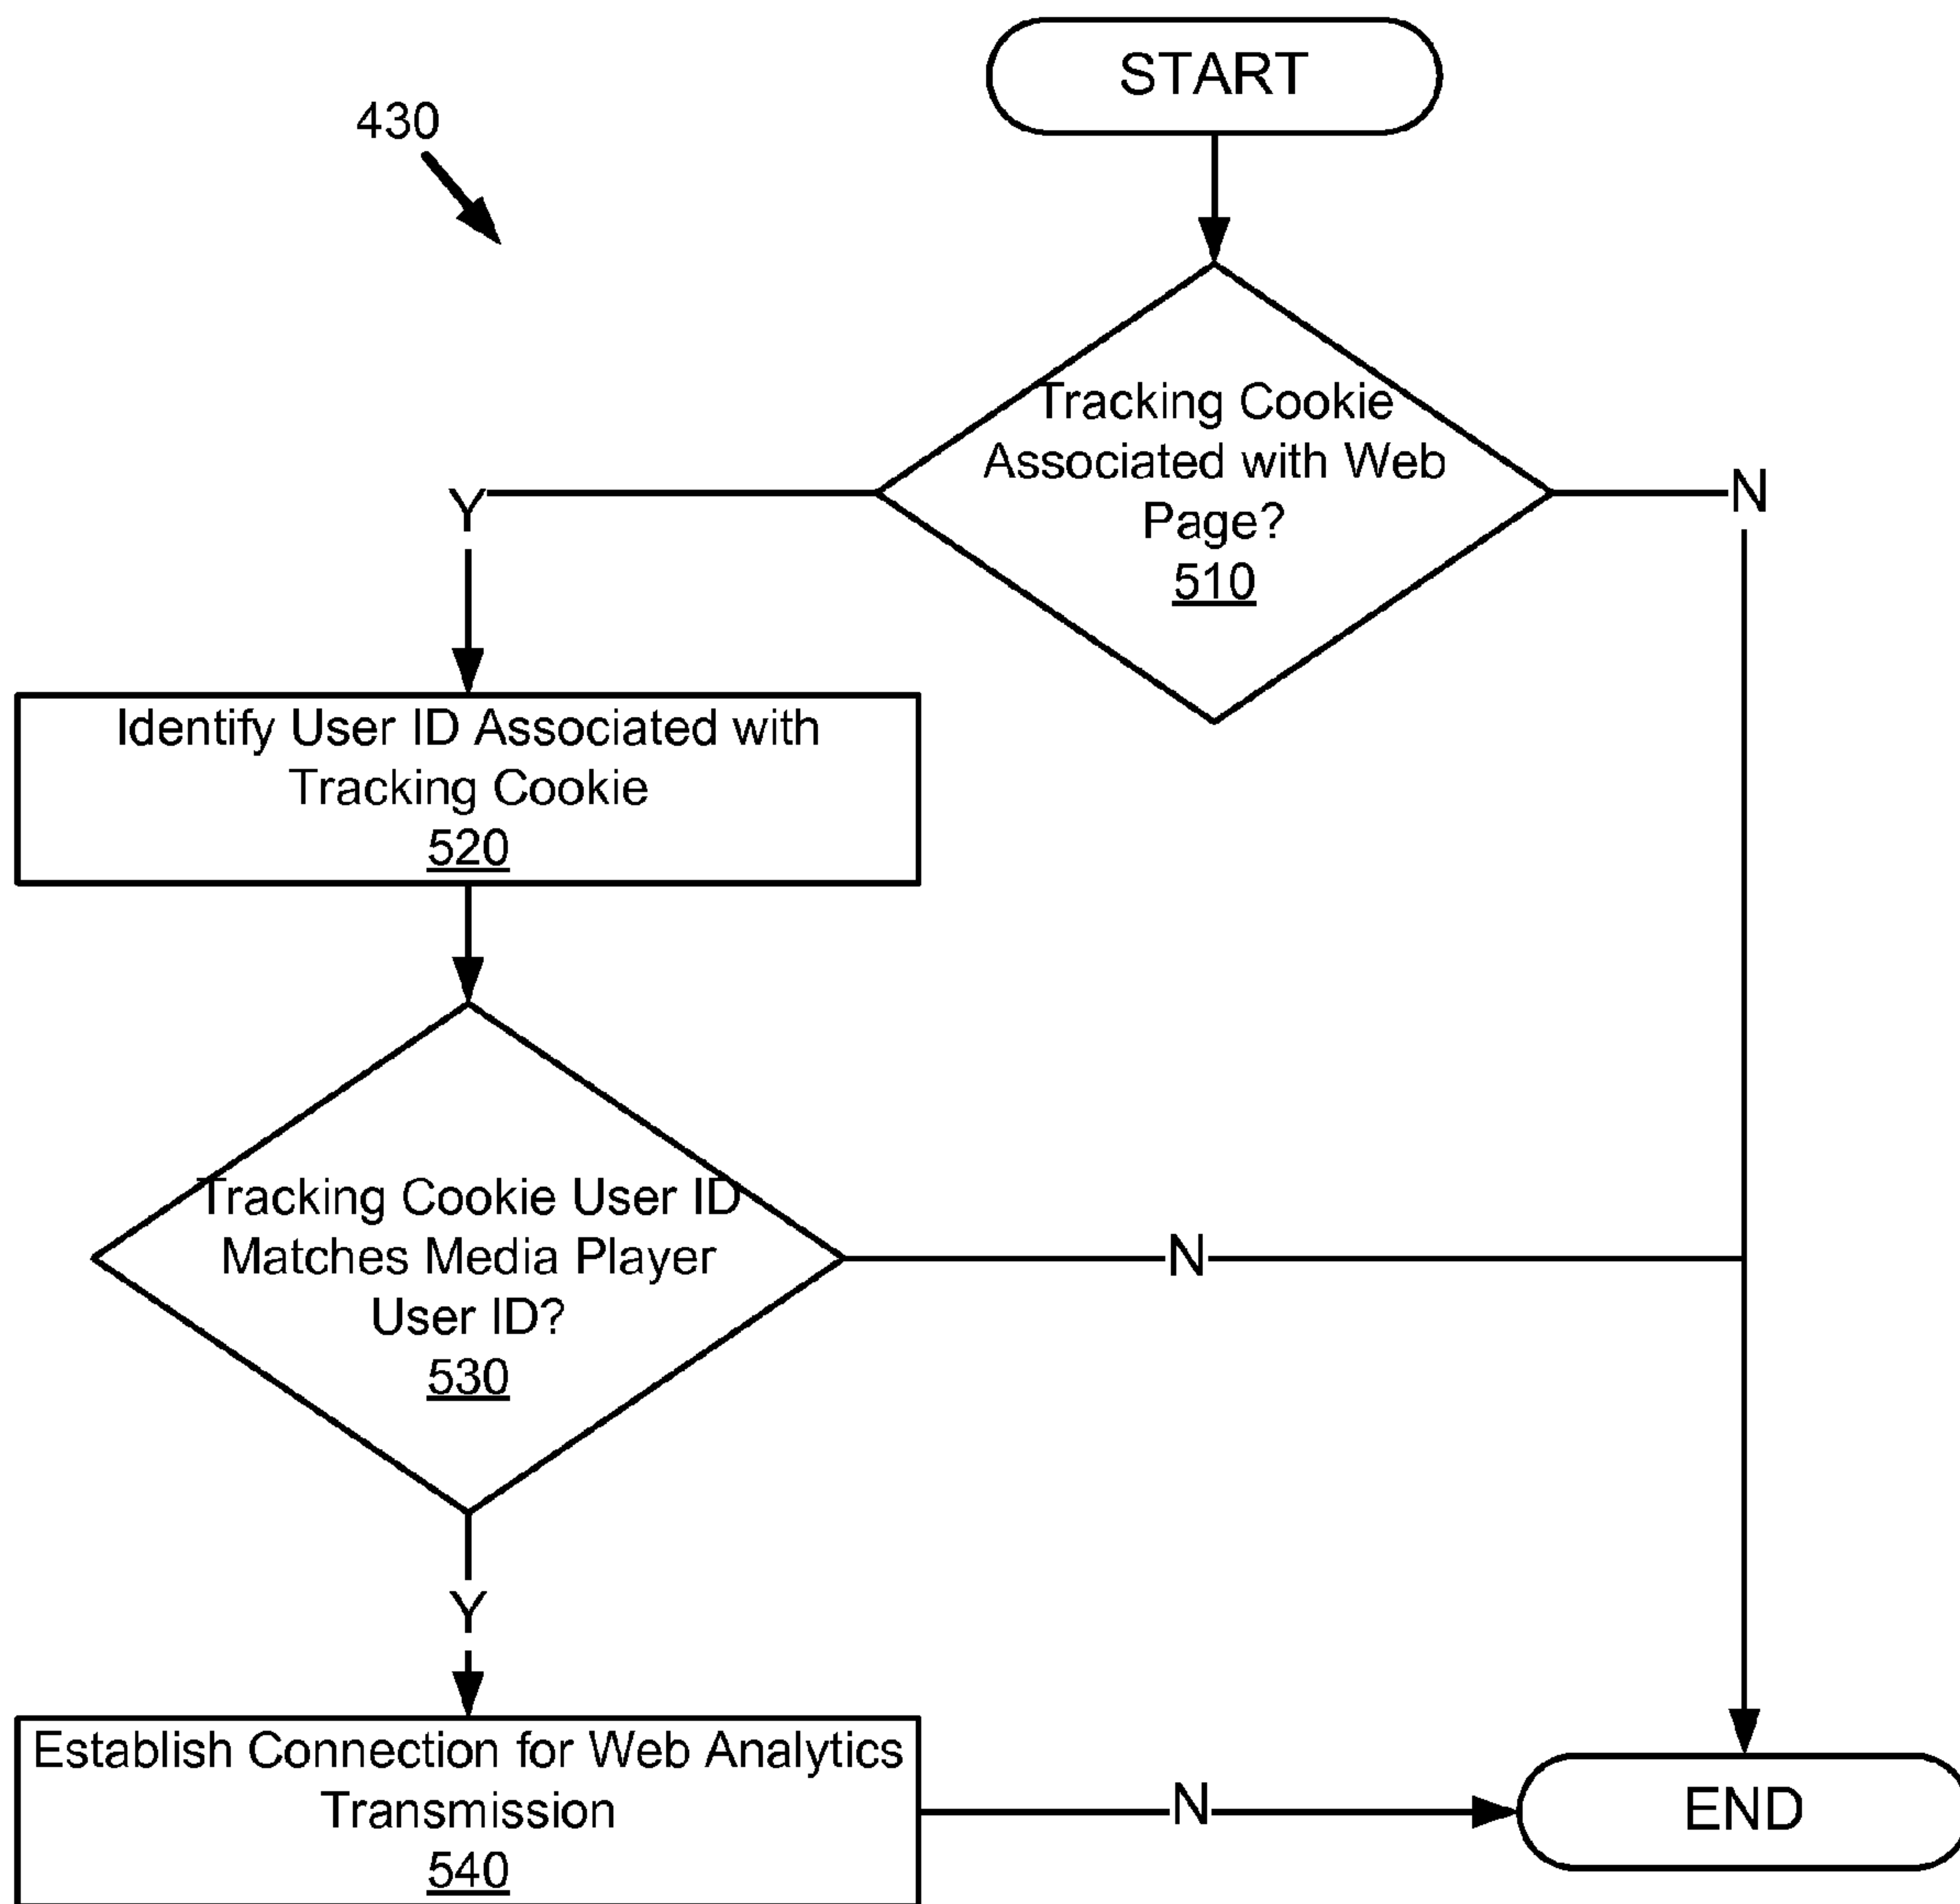 START
430
Tracking Cookie
Associated with Web
Page?
510
Y
N
Identify User ID Associated with
Tracking Cookie
520
Tracking Cookie User ID
Matches Media Player
User ID?
530
N
Y
Establish Connection for Web Analytics
Transmission
540
N
END